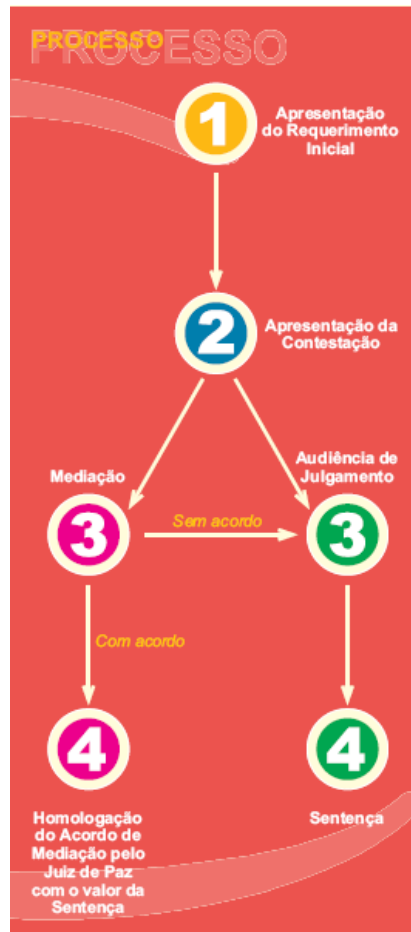 PROCESSO
PROCESSO
1
Apresentação
do Requerimento
Inicial
2
Apresentação da
Contestação
Mediação
3
Sem acordo
Audiência de
Julgamento
3
Com acordo
4
Homologação
do Acordo de
Mediação pelo
Juiz de Paz
com o valor da
Sentença
4
Sentença